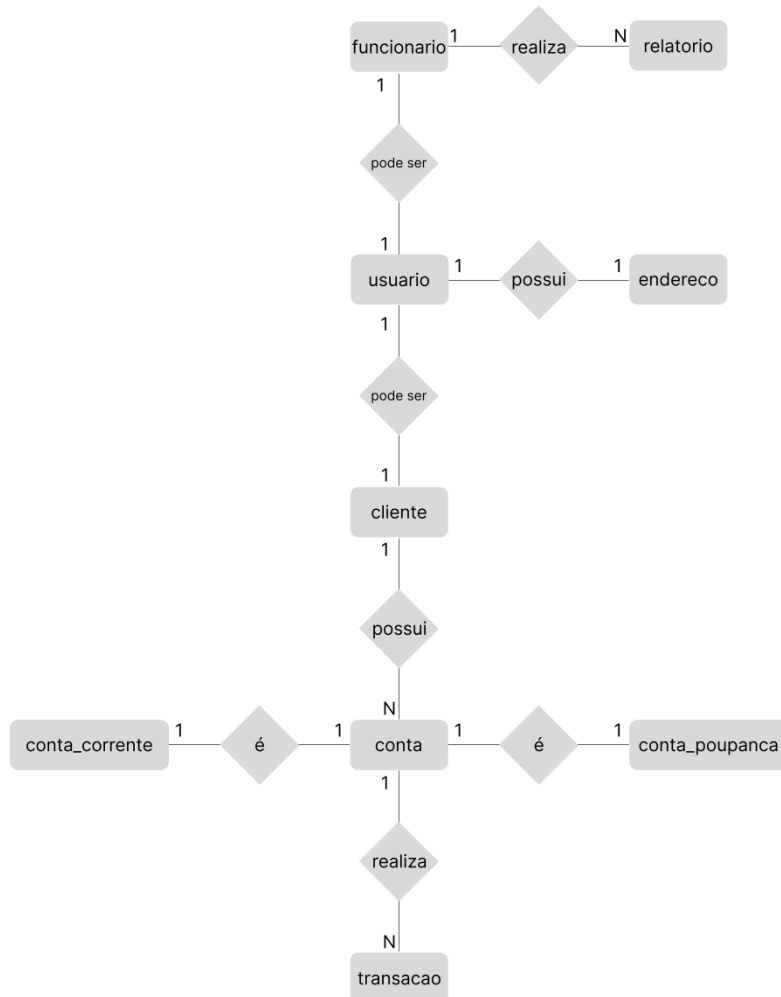 funcionario 1 realiza N relatorio
1
pode ser
1
usuario 1 possui 1 endereco
1
pode ser
1
cliente
1
possui
N
conta_corrente 1 é 1 conta 1 é 1 conta_poupanca
1
realiza
N
transacao